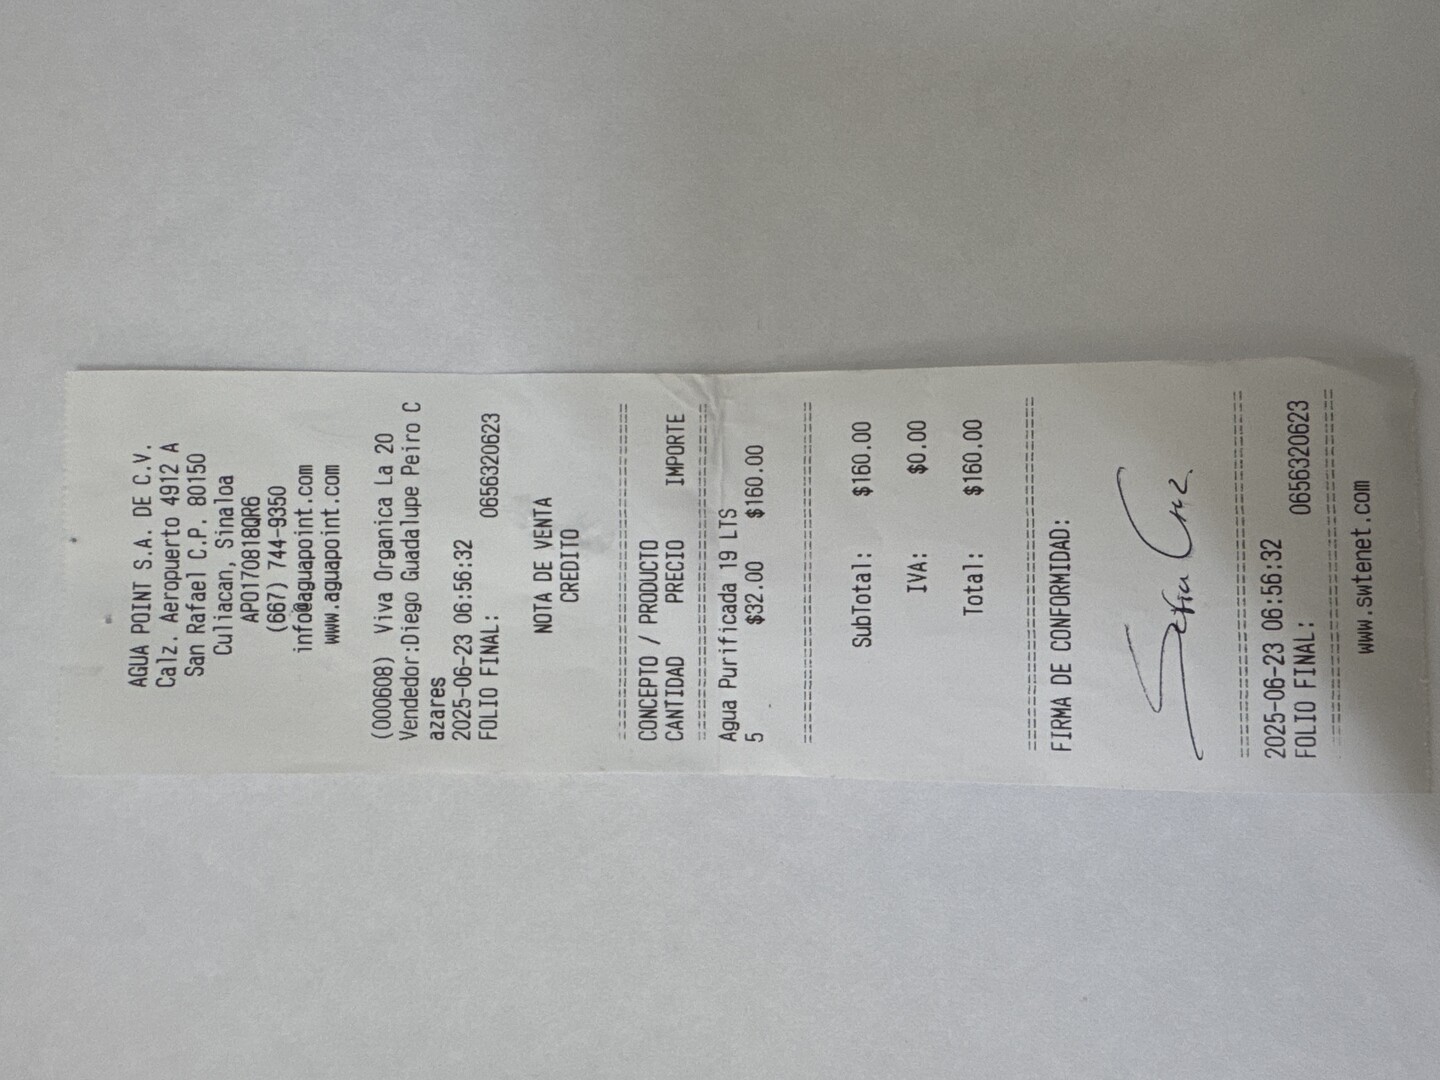 AGUA POINT S.A. DE C.V.
Calz. Aeropuerto 4912 A
San Rafael C.P. 80150
Culiacan, Sinaloa
APO170818QR6
(667) 744-9350
info@aguapoint.com
www.aguapoint.com
(000608) Viva Organica La 20
Vendedor:Diego Guadalupe Peiro C
azares
2025-06-23 06:56:32
FOLIO FINAL: 0656320623
NOTA DE VENTA
CREDITO
================================
CONCEPTO / PRODUCTO
CANTIDAD PRECIO IMPORTE
================================
Agua Purificada 19 LTS
5 $32.00 $160.00
================================
SubTotal: $160.00
IVA: $0.00
Total: $160.00
================================
FIRMA DE CONFORMIDAD:
Cruz
================================
2025-06-23 06:56:32
FOLIO FINAL: 0656320623
================================
www.swtenet.com